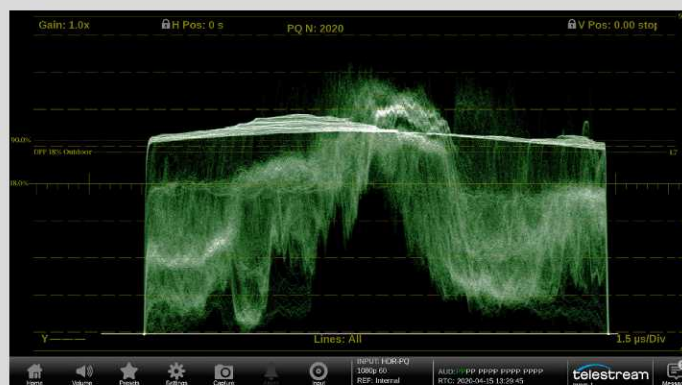 Gain: 1.0x
H Pos: 0 s
PQ N: 2020
V Pos: 0.00 stop
90.0%
OFF 18% Outdoor
18.0%
Y
Lines: All
1.5 µs/Div
Home
Volume
Presets
Settings
Capture
Input
INPUT: HDR-PQ
1080p 60
REF: Internal
AUD: PPPP PPPP PPPP PPPP
RTC: 2020-04-15 13:29:45
telestream